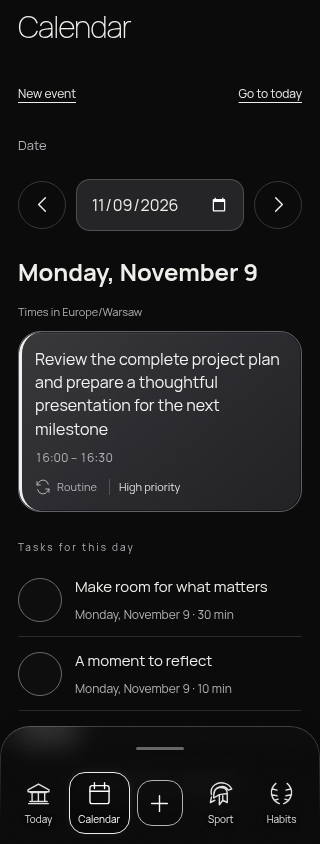 Calendar
New event
Go to today
Date
11/09/2026
Monday, November 9
Times in Europe/Warsaw
Review the complete project plan
and prepare a thoughtful
presentation for the next
milestone
16:00 – 16:30
Routine
High priority
Tasks for this day
Make room for what matters
Monday, November 9 · 30 min
A moment to reflect
Monday, November 9 · 10 min
Today
Calendar
Sport
Habits